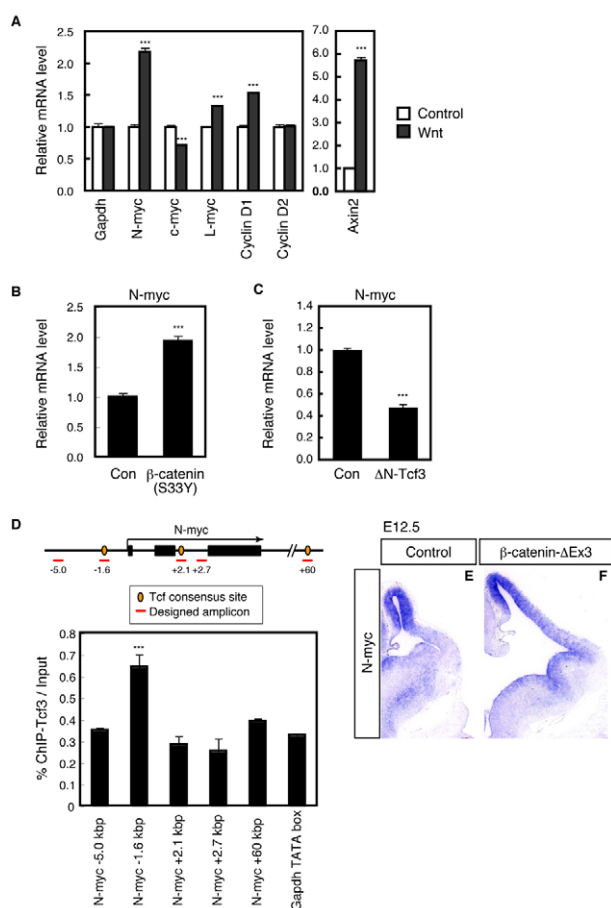 A
Relative mRNA level
2.5
2.0
1.5
1.0
0.5
0.0
***
***
***
***
Gapdh
N-myc
c-myc
L-myc
Cyclin D1
Cyclin D2
7.0
6.0
5.0
4.0
3.0
2.0
1.0
0.0
***
Axin2
Control
Wnt
B
N-myc
Relative mRNA level
2.5
2.0
1.5
1.0
0.5
0.0
***
Con
β-catenin
(S33Y)
C
N-myc
Relative mRNA level
1.4
1.2
1.0
0.8
0.6
0.4
0.2
0.0
***
Con
ΔN-Tcf3
D
N-myc
-5.0
-1.6
+2.1
+2.7
+60
Tcf consensus site
Designed amplicon
% ChIP-Tcf3 / Input
0.8
0.7
0.6
0.5
0.4
0.3
0.2
0.1
0
***
N-myc -5.0 kbp
N-myc -1.6 kbp
N-myc +2.1 kbp
N-myc +2.7 kbp
N-myc +60 kbp
Gapdh TATA box
E12.5
Control
β-catenin-ΔEx3
E
F
N-myc